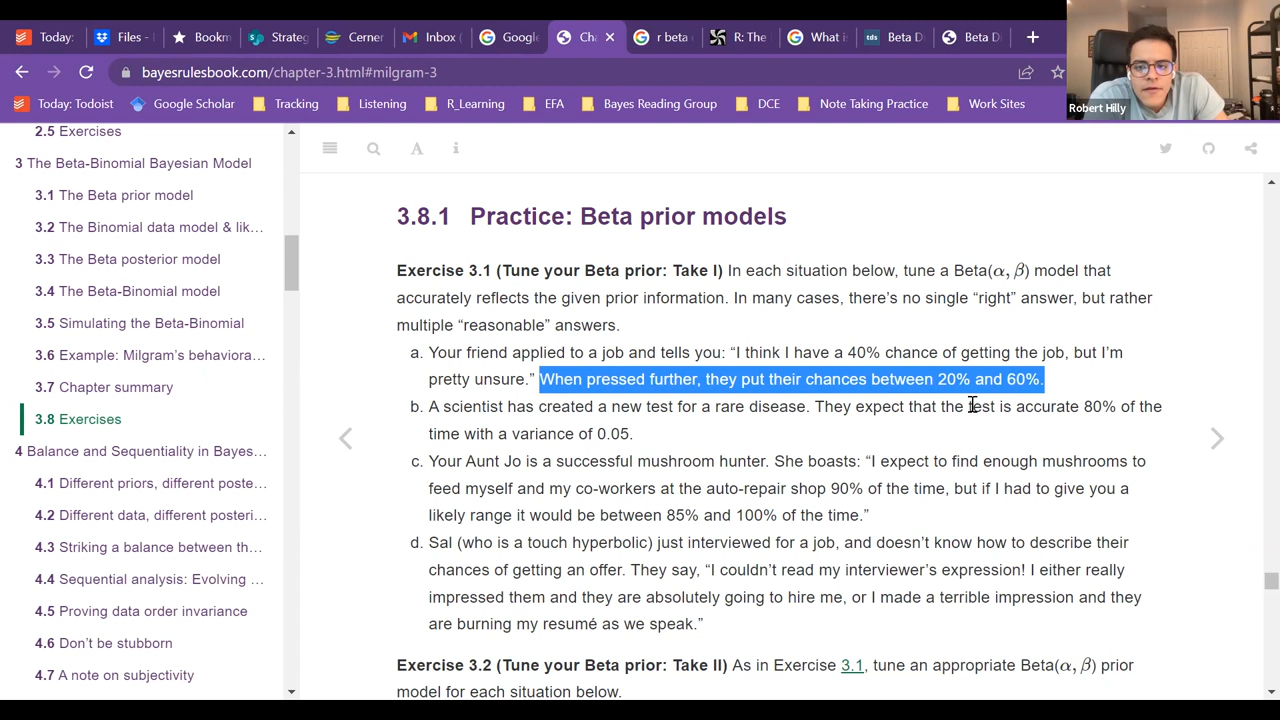 Today:
Files -
Bookm
Strateg
Cerner
Inbox (
Google
Cha
r beta
R: The
What i
Beta D
Beta D
bayesrulesbook.com/chapter-3.html#milgram-3
Today: Todoist
Google Scholar
Tracking
Listening
R_Learning
EFA
Bayes Reading Group
DCE
Note Taking Practice
Work Sites
Robert Hilly
2.5 Exercises
3 The Beta-Binomial Bayesian Model
3.1 The Beta prior model
3.2 The Binomial data model & lik…
3.3 The Beta posterior model
3.4 The Beta-Binomial model
3.5 Simulating the Beta-Binomial
3.6 Example: Milgram's behaviora…
3.7 Chapter summary
3.8 Exercises
4 Balance and Sequentiality in Bayes…
4.1 Different priors, different poste…
4.2 Different data, different posteri…
4.3 Striking a balance between th…
4.4 Sequential analysis: Evolving …
4.5 Proving data order invariance
4.6 Don't be stubborn
4.7 A note on subjectivity
3.8.1 Practice: Beta prior models
Exercise 3.1 (Tune your Beta prior: Take I) In each situation below, tune a Beta(α, β) model that
accurately reflects the given prior information. In many cases, there's no single “right” answer, but rather
multiple “reasonable” answers.
a. Your friend applied to a job and tells you: “I think I have a 40% chance of getting the job, but I'm
pretty unsure.” When pressed further, they put their chances between 20% and 60%.
b. A scientist has created a new test for a rare disease. They expect that the test is accurate 80% of the
time with a variance of 0.05.
c. Your Aunt Jo is a successful mushroom hunter. She boasts: “I expect to find enough mushrooms to
feed myself and my co-workers at the auto-repair shop 90% of the time, but if I had to give you a
likely range it would be between 85% and 100% of the time.”
d. Sal (who is a touch hyperbolic) just interviewed for a job, and doesn't know how to describe their
chances of getting an offer. They say, “I couldn't read my interviewer's expression! I either really
impressed them and they are absolutely going to hire me, or I made a terrible impression and they
are burning my resumé as we speak.”
Exercise 3.2 (Tune your Beta prior: Take II) As in Exercise 3.1, tune an appropriate Beta(α, β) prior
model for each situation below.